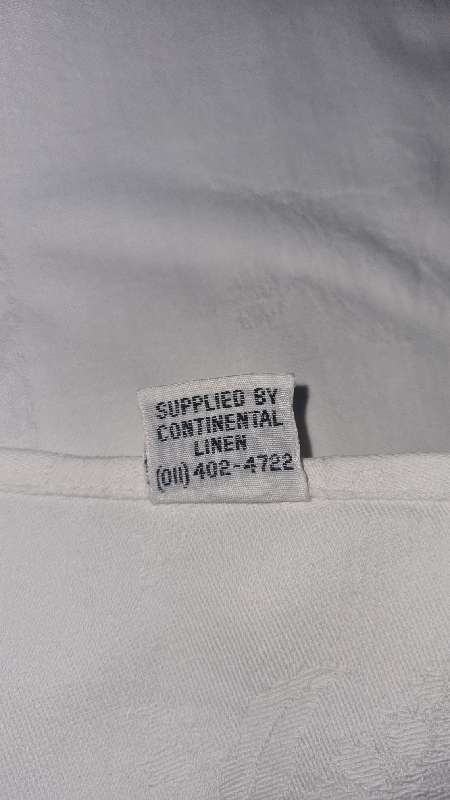 SUPPLIED BY
CONTINENTAL
LINEN
(011) 402-4722